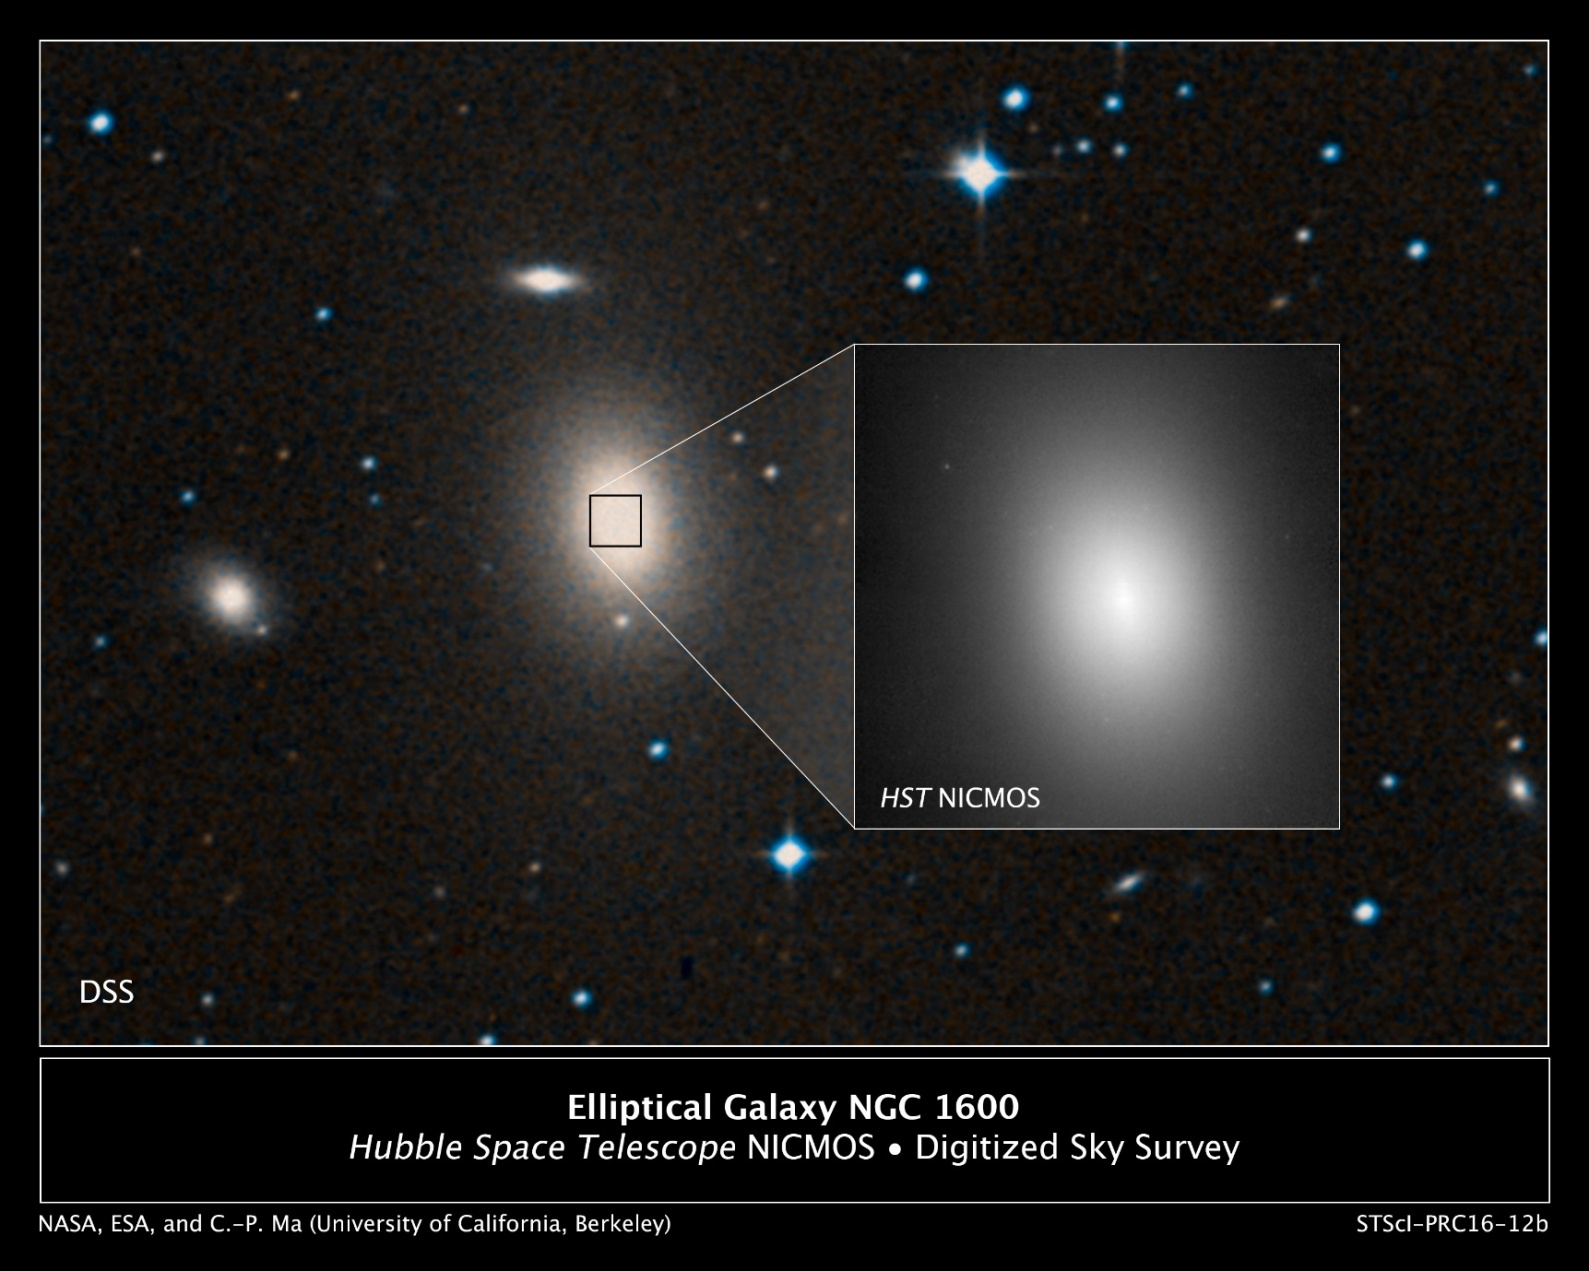 HST NICMOS
DSS
Elliptical Galaxy NGC 1600
Hubble Space Telescope NICMOS • Digitized Sky Survey
NASA, ESA, and C.-P. Ma (University of California, Berkeley)
STScI-PRC16-12b